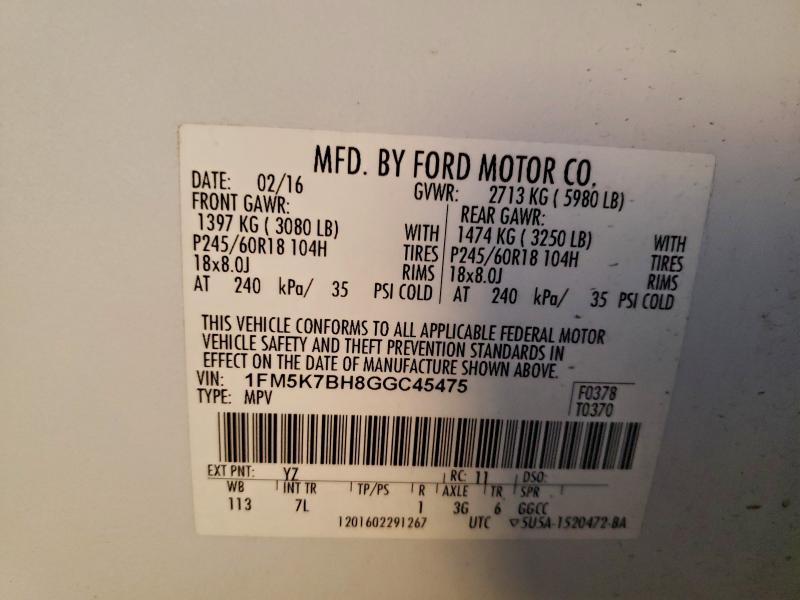 MFD. BY FORD MOTOR CO.
DATE: 02/16 GVWR: 2713 KG ( 5980 LB)
FRONT GAWR: REAR GAWR:
1397 KG ( 3080 LB) WITH 1474 KG ( 3250 LB) WITH
P245/60R18 104H TIRES P245/60R18 104H TIRES
18x8.0J RIMS 18x8.0J RIMS
AT 240 kPa/ 35 PSI COLD AT 240 kPa/ 35 PSI COLD
THIS VEHICLE CONFORMS TO ALL APPLICABLE FEDERAL MOTOR
VEHICLE SAFETY AND THEFT PREVENTION STANDARDS IN
EFFECT ON THE DATE OF MANUFACTURE SHOWN ABOVE.
VIN: 1FM5K7BH8GGC45475 F0378
TYPE: MPV T0370
EXT PNT: YZ RC: 11 DSO:
WB INT TR TP/PS R AXLE TR SPR
113 7L 1 3G 6 GGCC
1201602291267 UTC ▽5U5A-1520472-BA